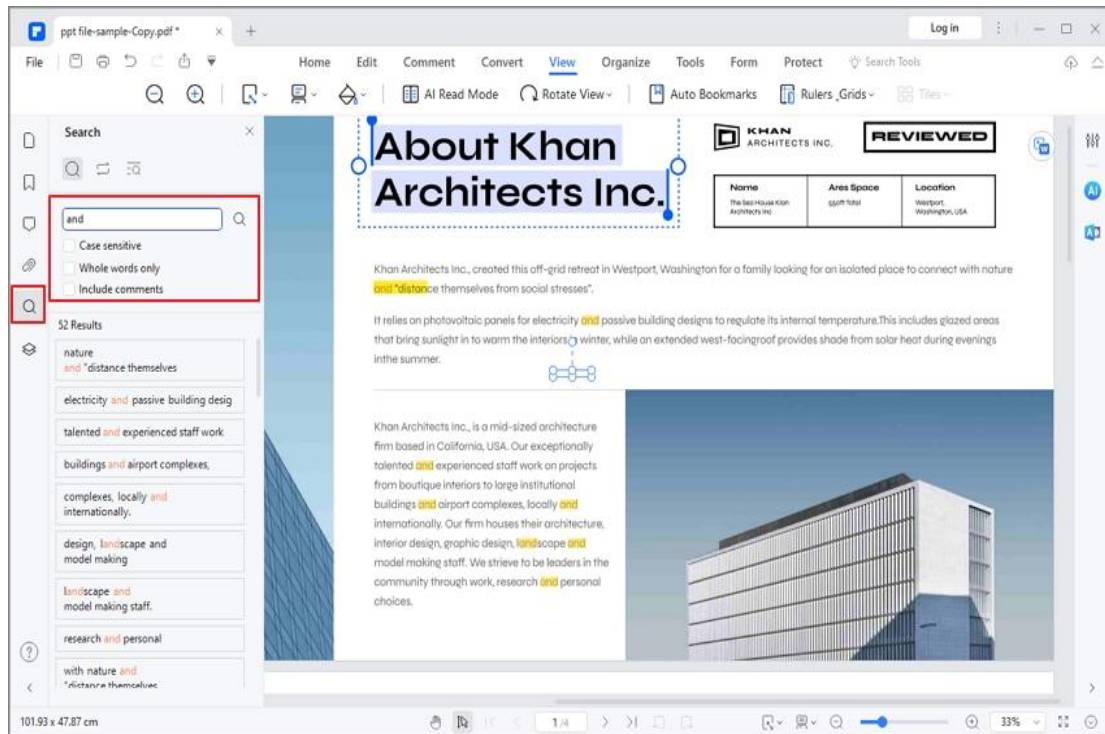 ppt file-sample-Copy.pdf *
Log in
File
Home Edit Comment Convert View Organize Tools Form Protect Search Tools
AI Read Mode Rotate View Auto Bookmarks Rulers_Grids Tiles
Search
and
Case sensitive
Whole words only
Include comments
52 Results
nature
and "distance themselves
electricity and passive building desig
talented and experienced staff work
buildings and airport complexes,
complexes, locally and
internationally.
design, landscape and
model making
landscape and
model making staff.
research and personal
with nature and
"distance themselves
About Khan
Architects Inc.
KHAN
ARCHITECTS INC.
REVIEWED
Name Ares Space Location
The Sea House Klan
Architects Inc
550ft Total
Westport,
Washington, USA
Khan Architects Inc., created this off-grid retreat in Westport, Washington for a family looking for an isolated place to connect with nature
and "distance themselves from social stresses".
It relies on photovoltaic panels for electricity and passive building designs to regulate its internal temperature.This includes glazed areas
that bring sunlight in to warm the interiors winter, while an extended west-facingroof provides shade from solar heat during evenings
inthe summer.
Khan Architects Inc., is a mid-sized architecture
firm based in California, USA. Our exceptionally
talented and experienced staff work on projects
from boutique interiors to large institutional
buildings and airport complexes, locally and
internationally. Our firm houses their architecture,
interior design, graphic design, landscape and
model making staff. We strieve to be leaders in the
community through work, research and personal
choices.
AI
101.93 x 47.87 cm
1/4
33%